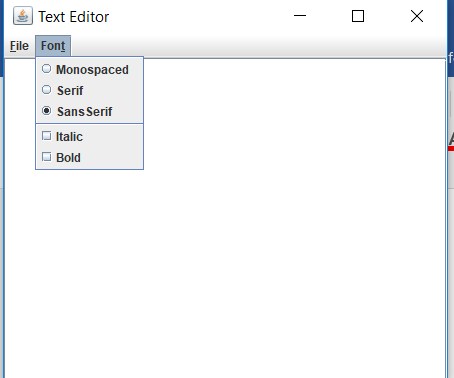 Text Editor
File Font
Monospaced
Serif
SansSerif
Italic
Bold